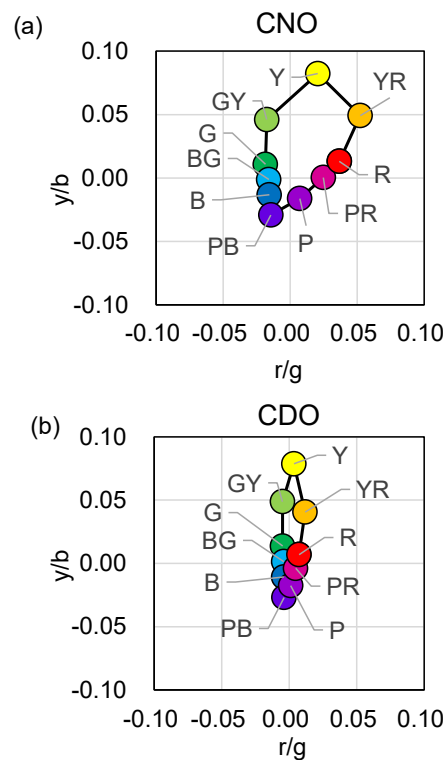 (a)
CNO
0.10
0.05
0.00
-0.05
-0.10
y/b
Y
YR
GY
G
BG
B
PB
P
PR
R
-0.10 -0.05 0.00 0.05 0.10
r/g
(b)
CDO
0.10
0.05
0.00
-0.05
-0.10
y/b
Y
GY
YR
G
R
BG
B
PR
PB
P
-0.10 -0.05 0.00 0.05 0.10
r/g